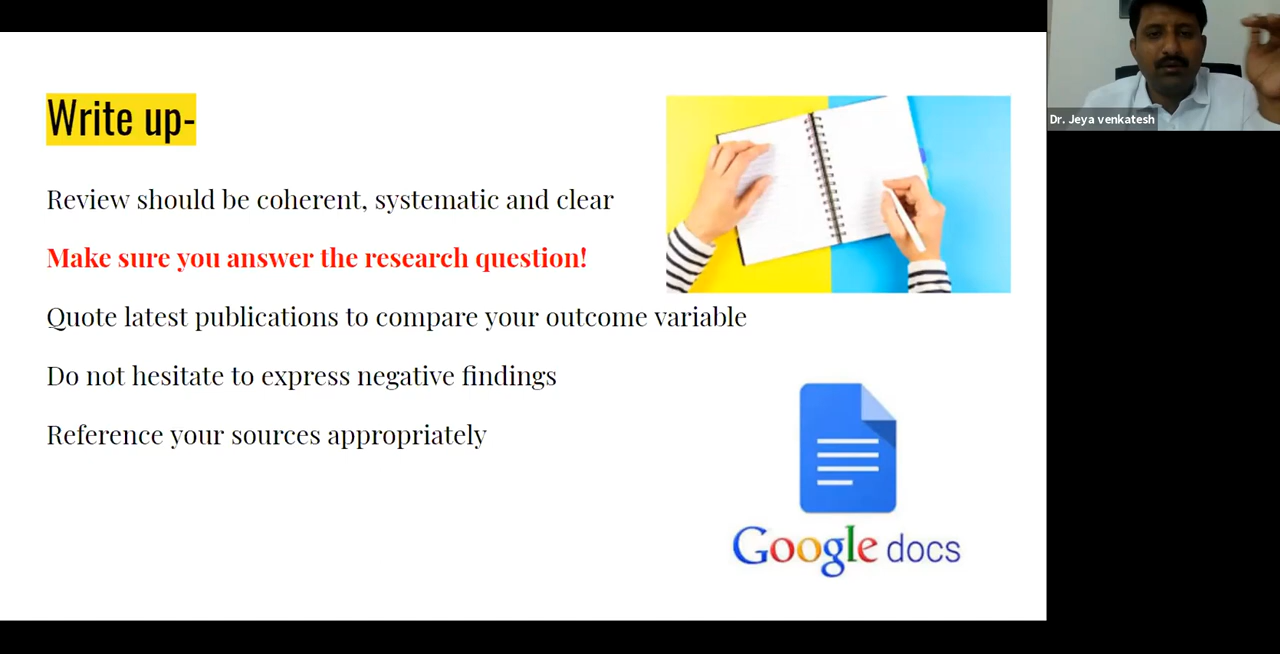 Write up-
Review should be coherent, systematic and clear
Make sure you answer the research question!
Quote latest publications to compare your outcome variable
Do not hesitate to express negative findings
Reference your sources appropriately
Google docs
Dr. Jeya venkatesh